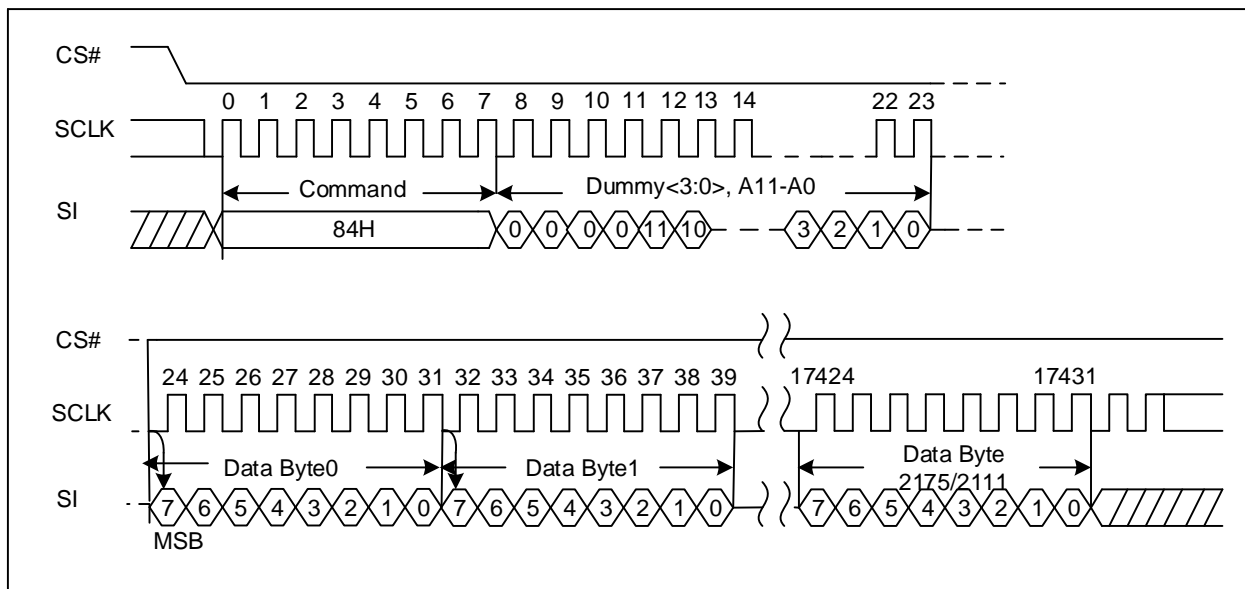 CS#
0 1 2 3 4 5 6 7 8 9 10 11 12 13 14 22 23
SCLK
Command Dummy<3:0>, A11-A0
SI
84H 0 0 0 0 11 10 3 2 1 0
CS#
24 25 26 27 28 29 30 31 32 33 34 35 36 37 38 39 17424 17431
SCLK
Data Byte0 Data Byte1 Data Byte
2175/2111
SI
7 6 5 4 3 2 1 0 7 6 5 4 3 2 1 0 7 6 5 4 3 2 1 0
MSB